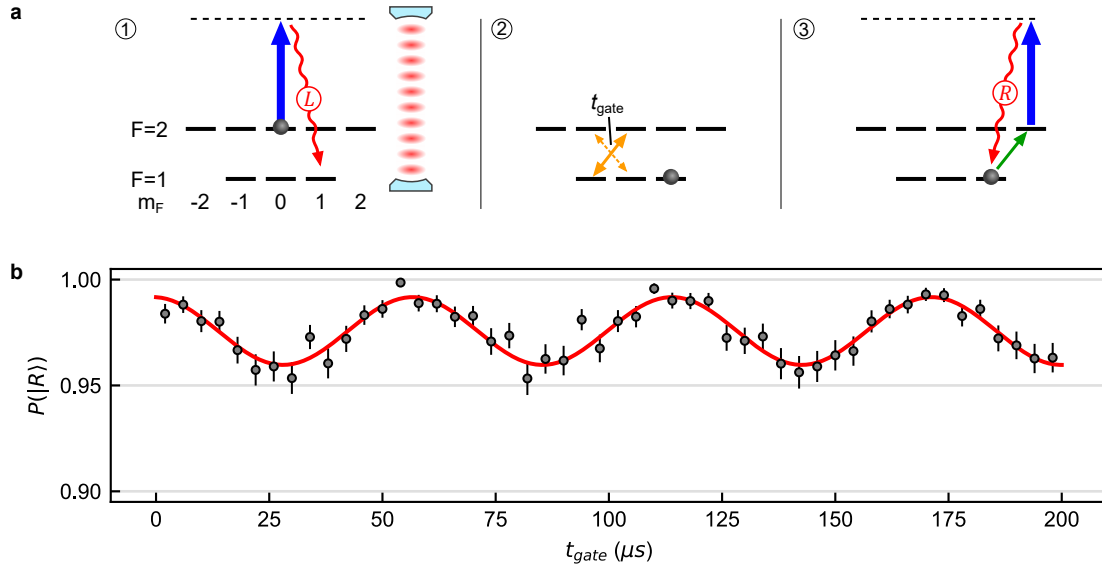 a
① ② ③
L
t_gate
R
F=2
F=1
m_F -2 -1 0 1 2
b
1.00
0.95
0.90
P(|R⟩)
0 25 50 75 100 125 150 175 200
t_gate (μs)